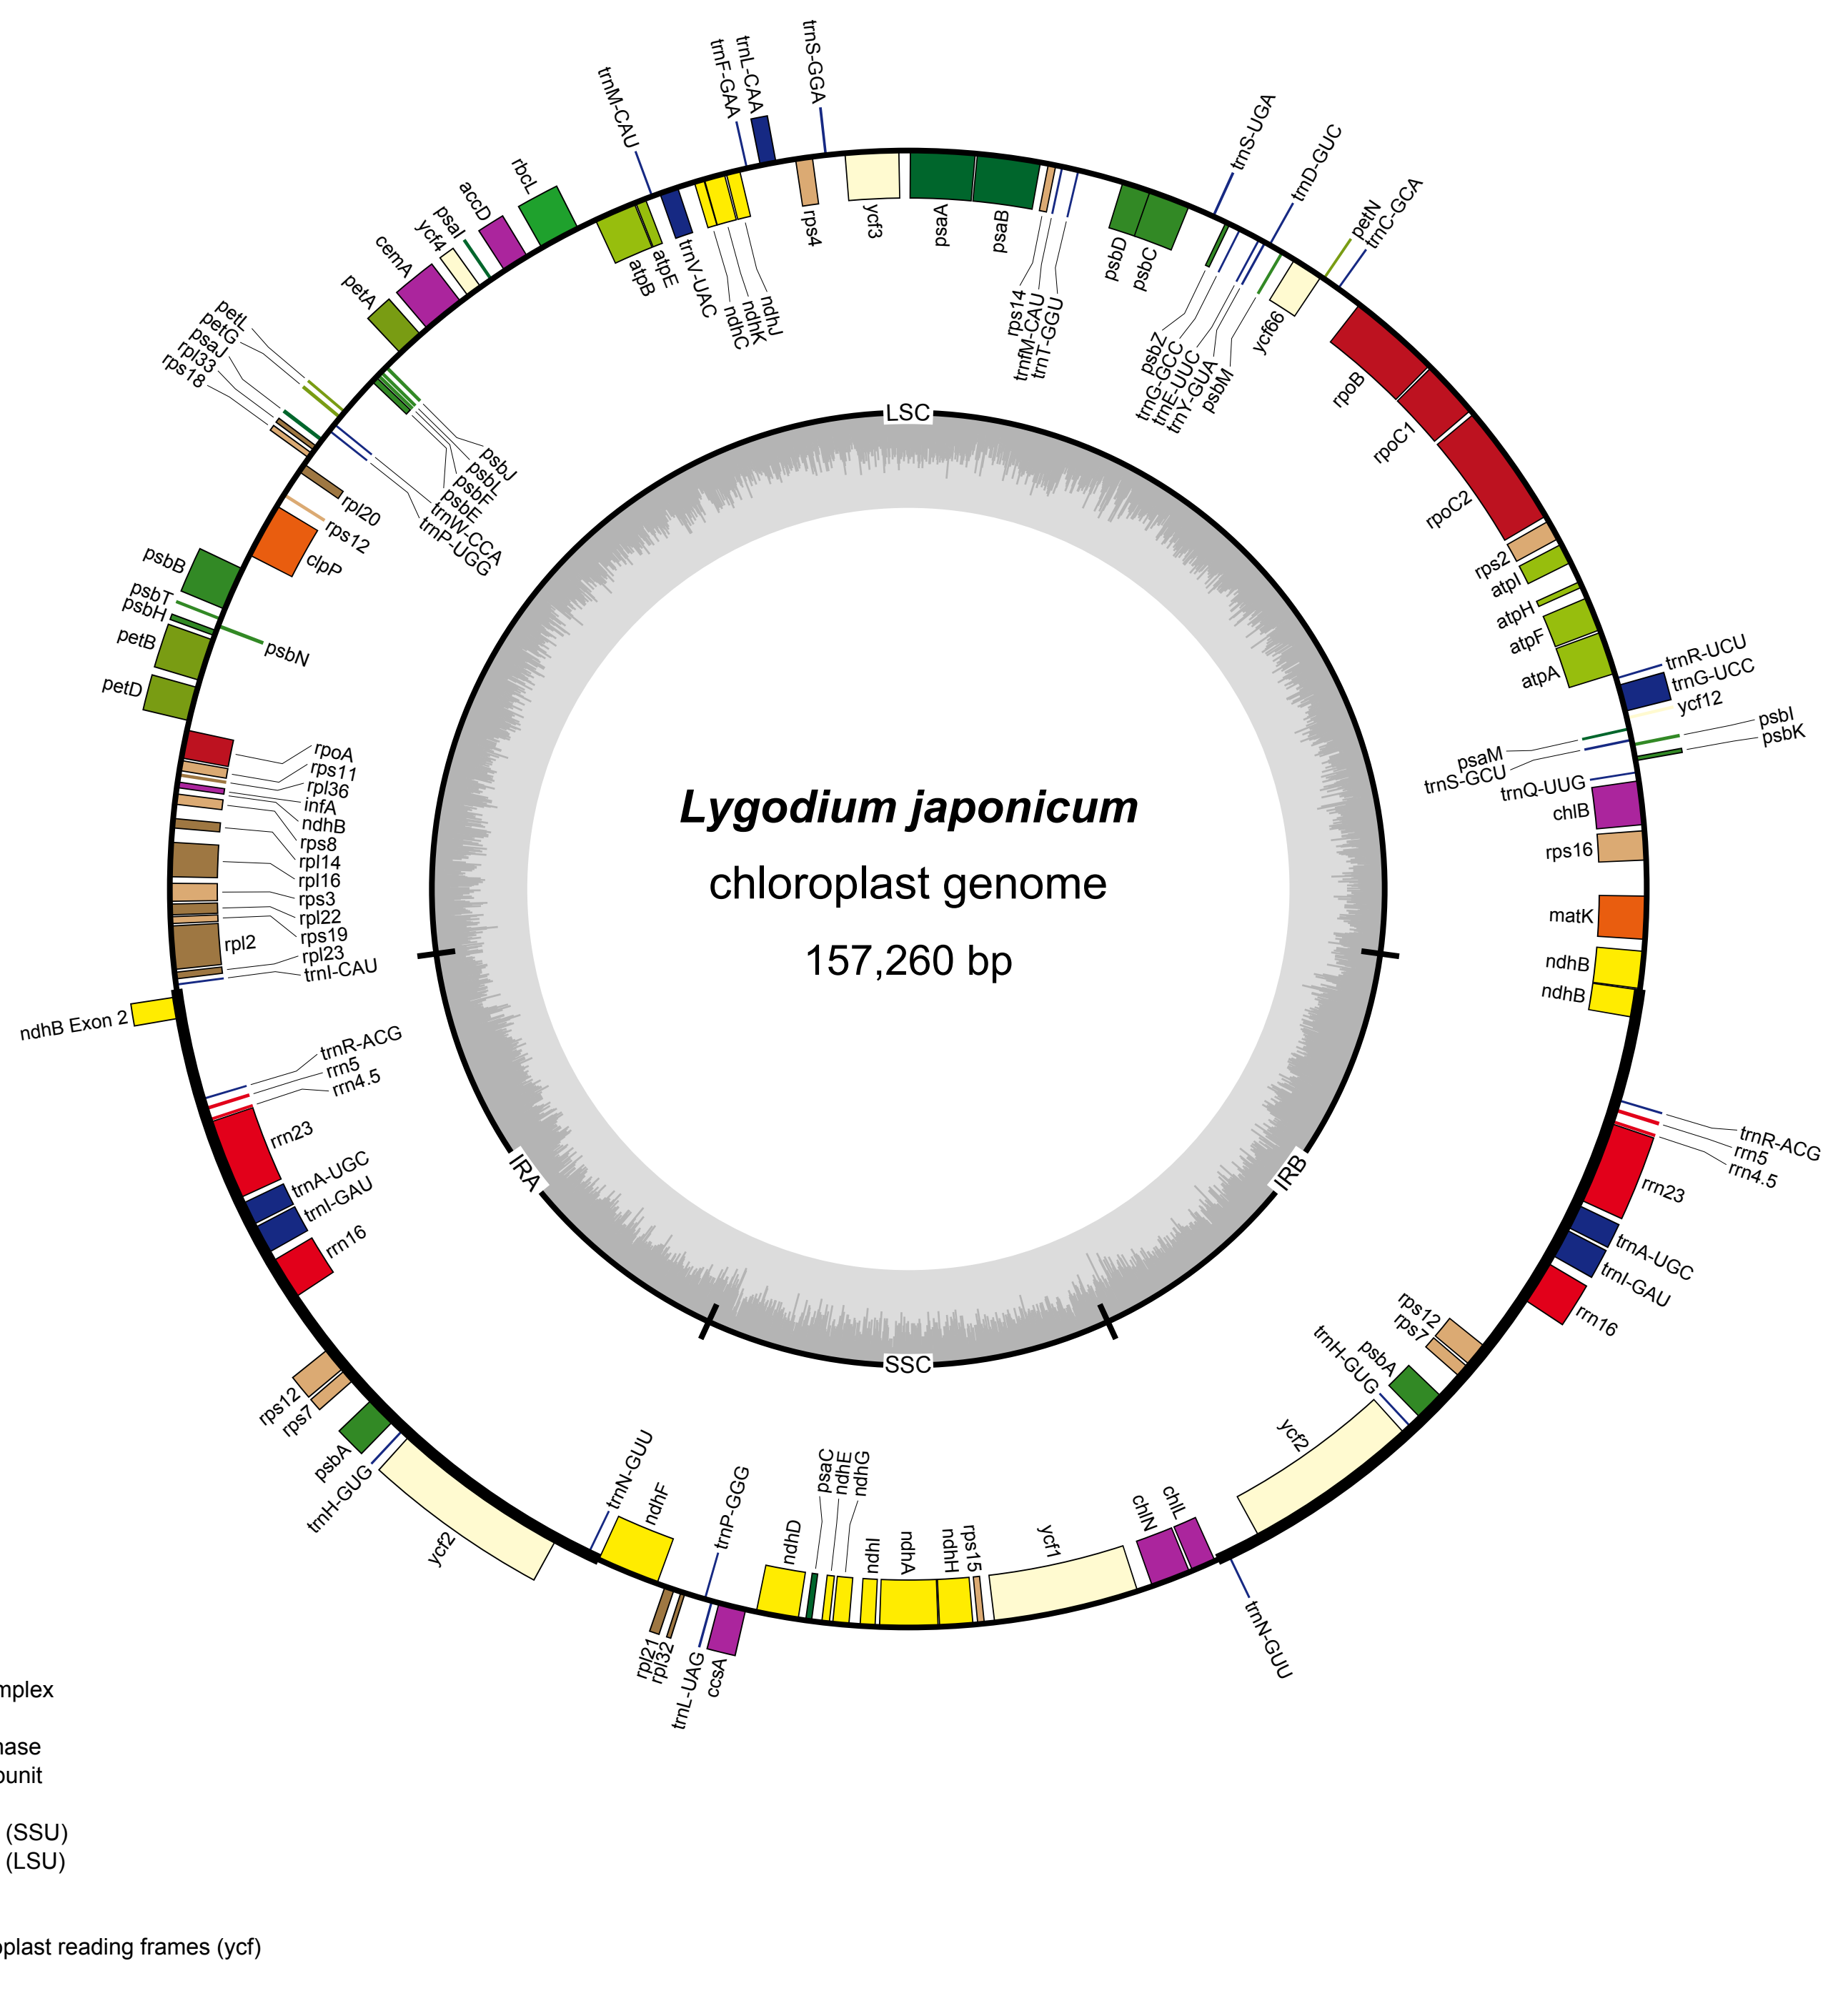 trnS-GGA
trnL-CAA
trnF-GAA
trnM-CAU
rbcL
accD
psaI
ycf4
cemA
petA
petL
petG
psaJ
rpl33
rps18
trnS-UGA
trnD-GUC
petN
trnC-GCA
rps4
ycf3
psaA
psaB
psbD
psbC
ycf66
rpoB
rpoC1
rpoC2
rps2
atpI
atpH
atpF
atpA
atpB
atpE
trnV-UAC
ndhC
ndhK
ndhJ
rps14
trnfM-CAU
trnT-GGU
psbZ
trnG-GCC
trnE-UUC
trnY-GUA
psbM
psbJ
psbL
psbF
psbE
trnW-CCA
trnP-UGG
rpl20
rps12
clpP
psbB
psbT
psbH
petB
petD
psbN
trnR-UCU
trnG-UCC
ycf12
psbI
psbK
psaM
trnS-GCU
trnQ-UUG
chlB
rps16
matK
ndhB
ndhB
rpoA
rps11
rpl36
infA
ndhB
rps8
rpl14
rpl16
rps3
rpl22
rps19
rpl2
rpl23
trnI-CAU
ndhB Exon 2
LSC
Lygodium japonicum
chloroplast genome
157,260 bp
IRA
IRB
SSC
trnR-ACG
rrn5
rrn4.5
rrn23
trnA-UGC
trnI-GAU
rrn16
rps12
rps7
psbA
trnH-GUG
ycf2
trnN-GUU
ndhF
trnP-GGG
rpl21
rpl32
trnL-UAG
ccsA
ndhD
psaC
ndhE
ndhG
ndhI
ndhA
ndhH
rps15
ycf1
chlN
chlL
trnN-GUU
ycf2
trnH-GUG
psbA
rps7
rps12
rrn16
trnI-GAU
trnA-UGC
rrn23
rrn4.5
rrn5
trnR-ACG
mplex
nase
ounit
(SSU)
(LSU)
oplast reading frames (ycf)